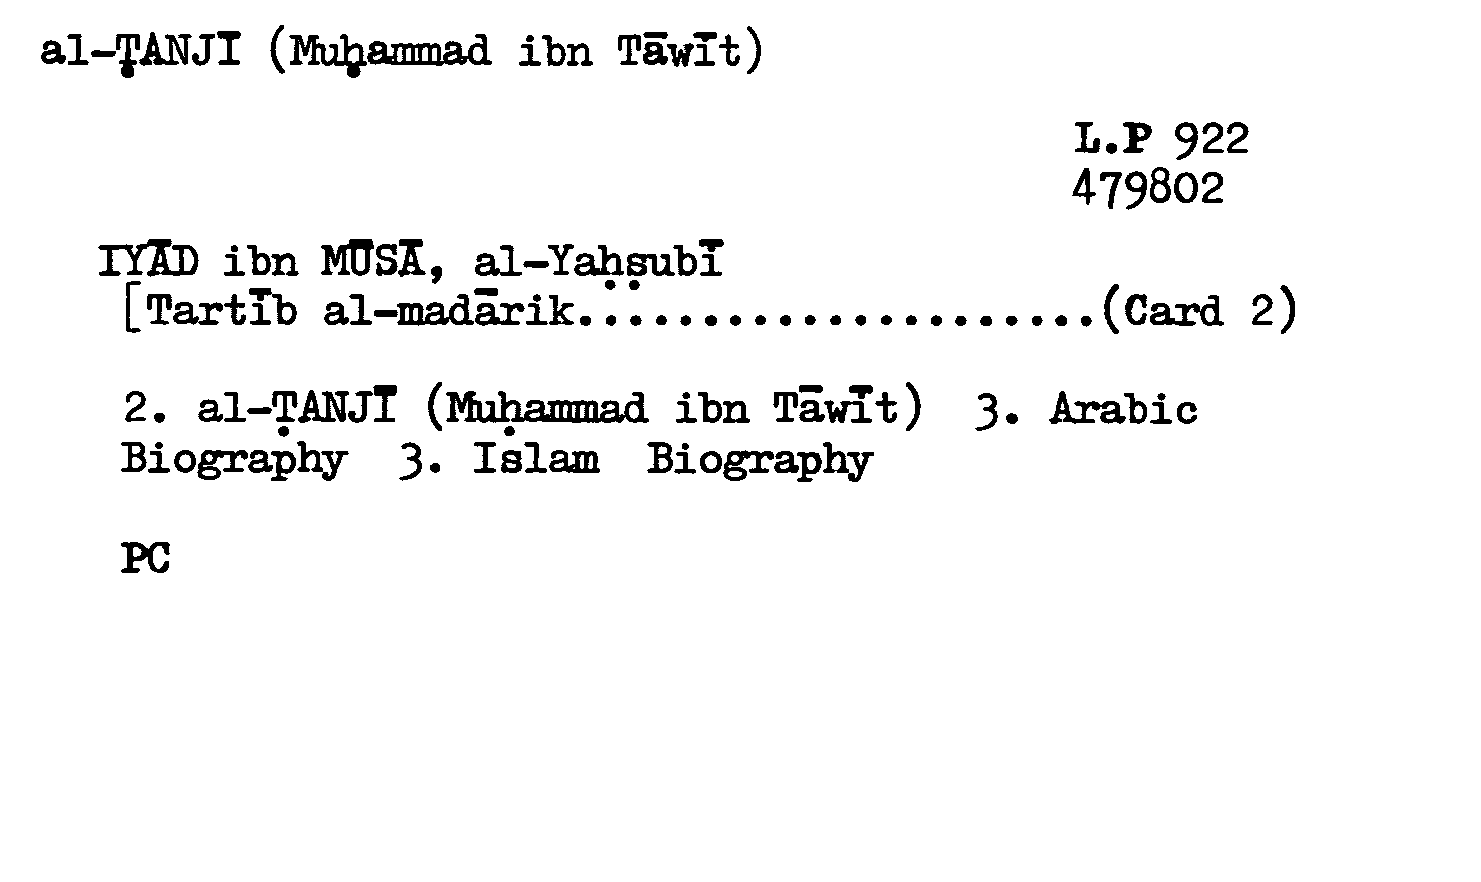 al-ṬANJĪ (Muḥammad ibn Tāwīt)
L.P 922
479802
IYĀD ibn MŪSĀ, al-Yaḥṣubī
[Tartīb al-madārik.....................(Card 2)
2. al-ṬANJĪ (Muḥammad ibn Tāwīt) 3. Arabic
Biography 3. Islam Biography
PC